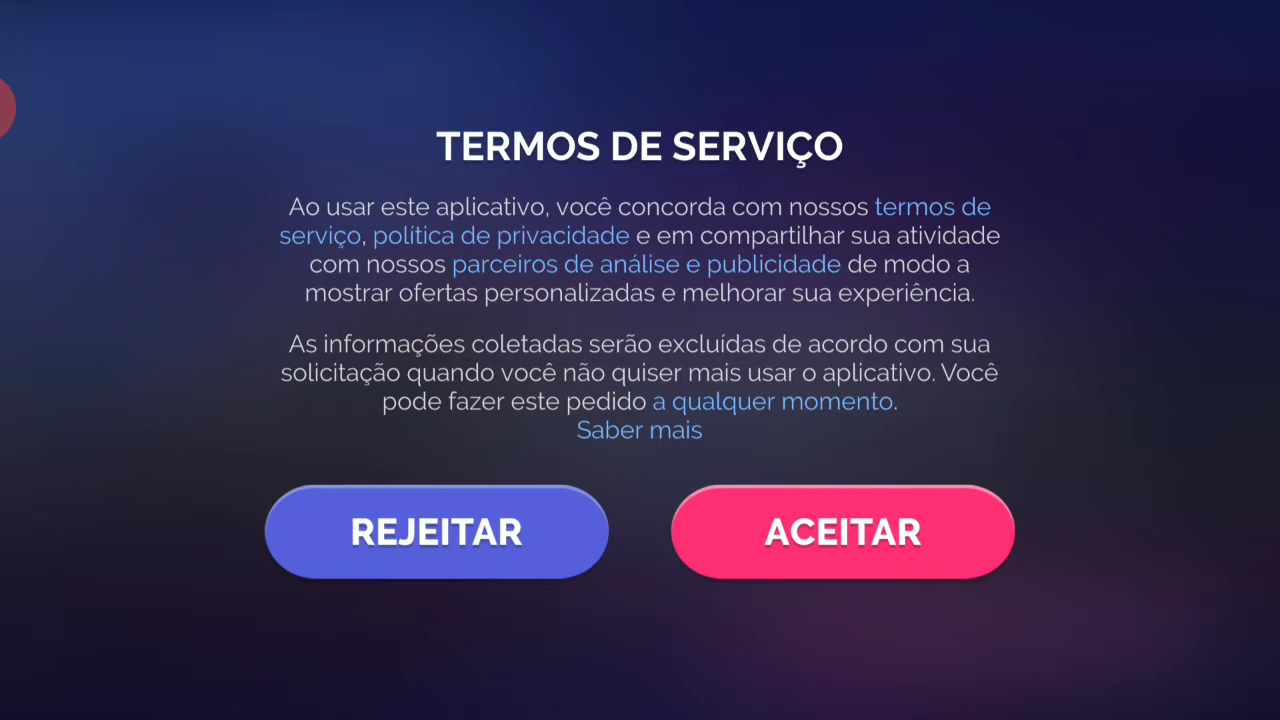 TERMOS DE SERVIÇO
Ao usar este aplicativo, você concorda com nossos termos de
serviço, política de privacidade e em compartilhar sua atividade
com nossos parceiros de análise e publicidade de modo a
mostrar ofertas personalizadas e melhorar sua experiência.
As informações coletadas serão excluídas de acordo com sua
solicitação quando você não quiser mais usar o aplicativo. Você
pode fazer este pedido a qualquer momento.
Saber mais
REJEITAR
ACEITAR